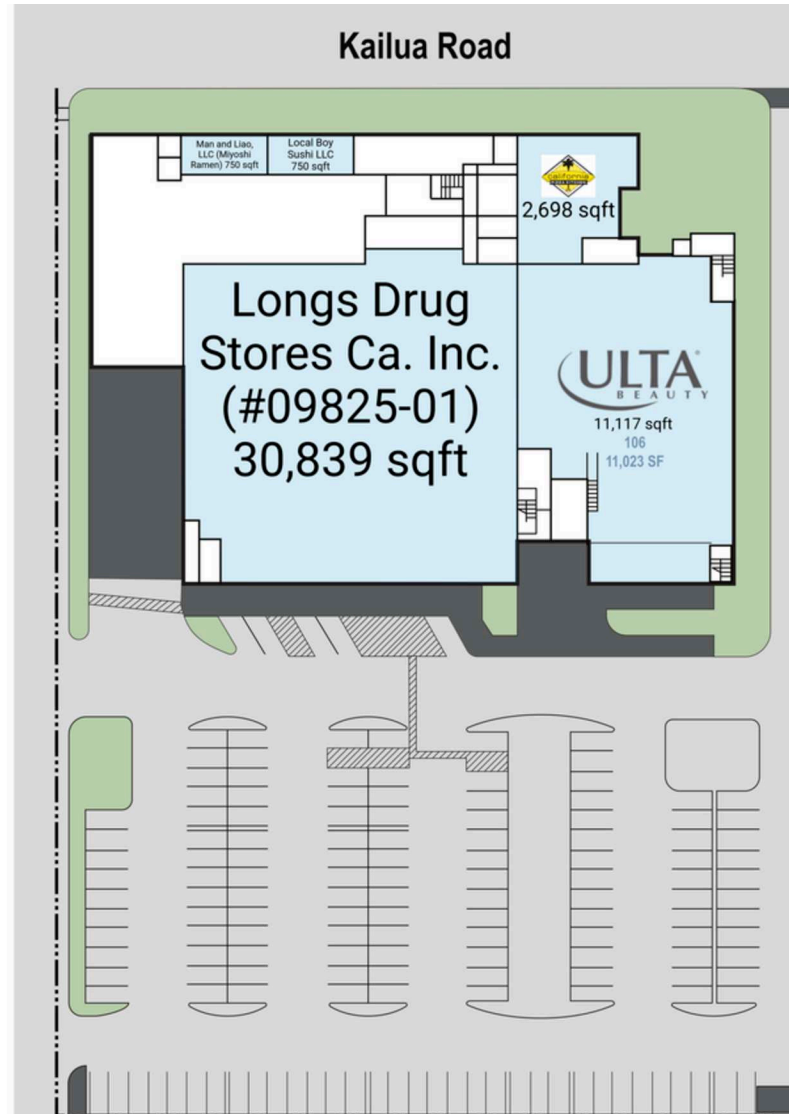 Kailua Road
Man and Liao,
LLC (Miyoshi
Ramen) 750 sqft
Local Boy
Sushi LLC
750 sqft
california
2,698 sqft
Longs Drug
Stores Ca. Inc.
(#09825-01)
30,839 sqft
ULTA
BEAUTY
11,117 sqft
106
11,023 SF